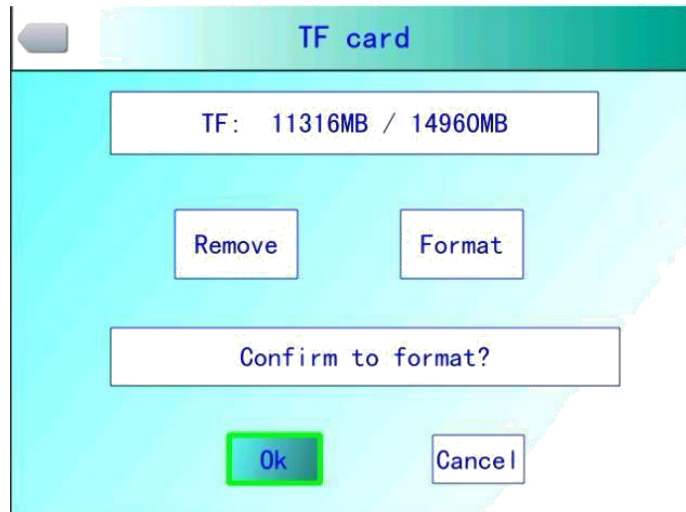 TF card
TF: 11316MB / 14960MB
Remove Format
Confirm to format?
Ok Cancel